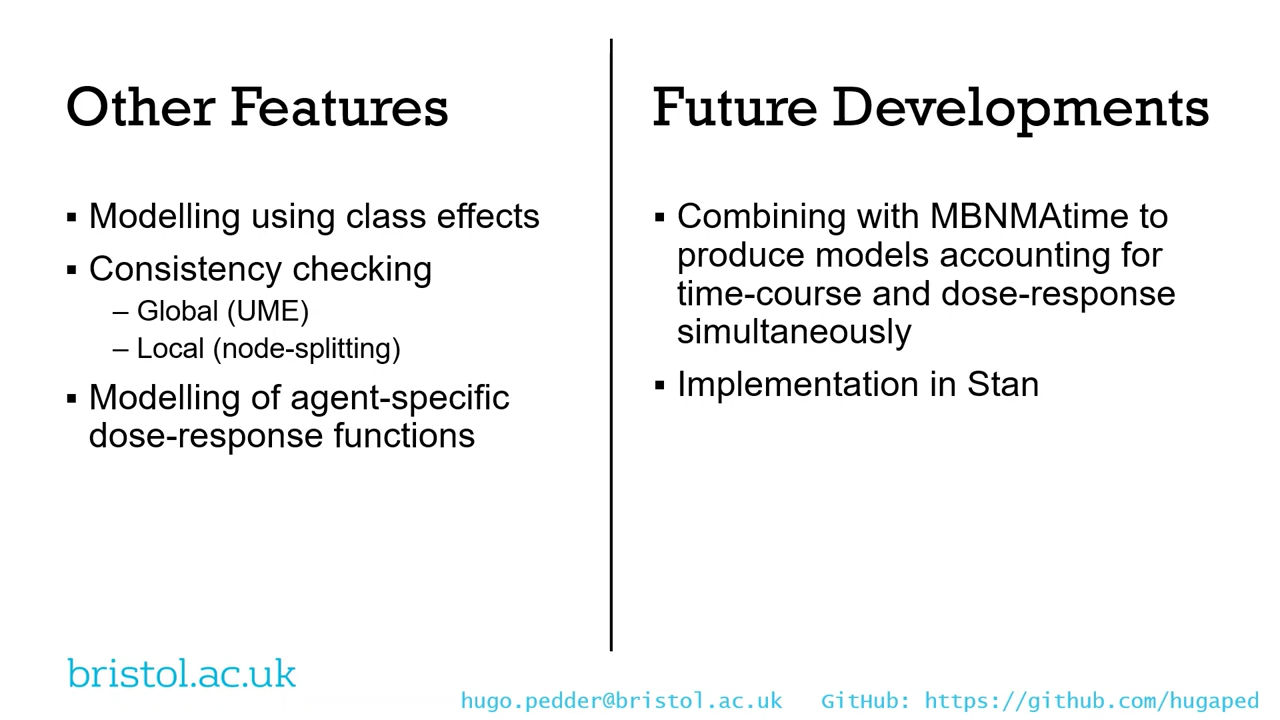 Other Features
▪ Modelling using class effects
▪ Consistency checking
– Global (UME)
– Local (node-splitting)
▪ Modelling of agent-specific
dose-response functions
Future Developments
▪ Combining with MBNMAtime to
produce models accounting for
time-course and dose-response
simultaneously
▪ Implementation in Stan
bristol.ac.uk
hugo.pedder@bristol.ac.uk GitHub: https://github.com/hugaped